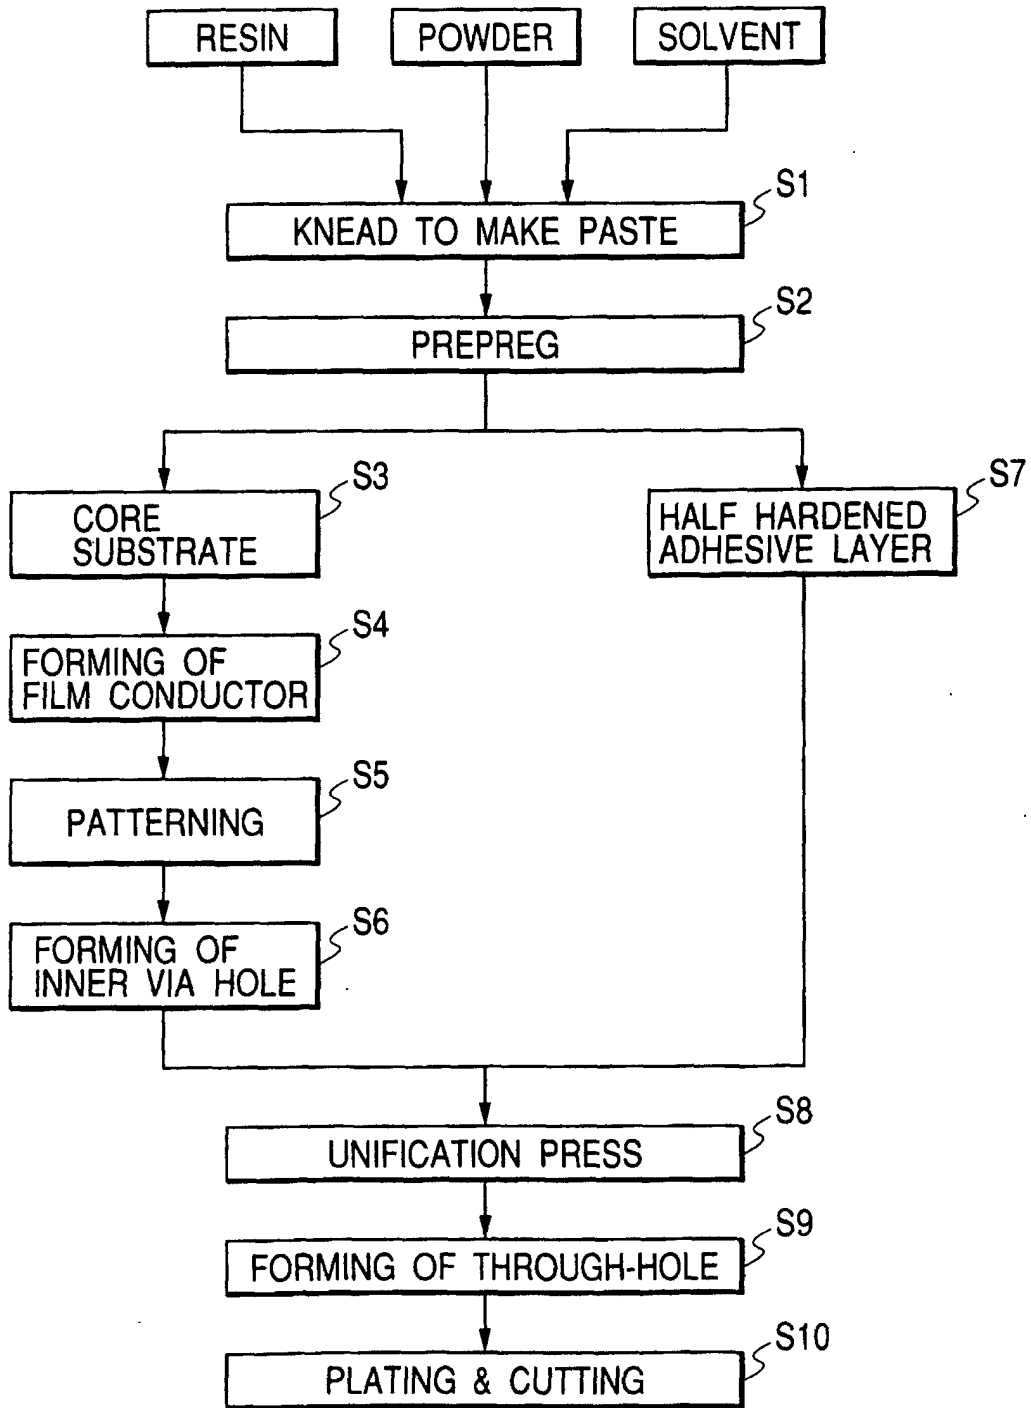 RESIN
POWDER
SOLVENT
S1
KNEAD TO MAKE PASTE
S2
PREPREG
S3
CORE
SUBSTRATE
S7
HALF HARDENED
ADHESIVE LAYER
S4
FORMING OF
FILM CONDUCTOR
S5
PATTERNING
S6
FORMING OF
INNER VIA HOLE
S8
UNIFICATION PRESS
S9
FORMING OF THROUGH-HOLE
S10
PLATING & CUTTING